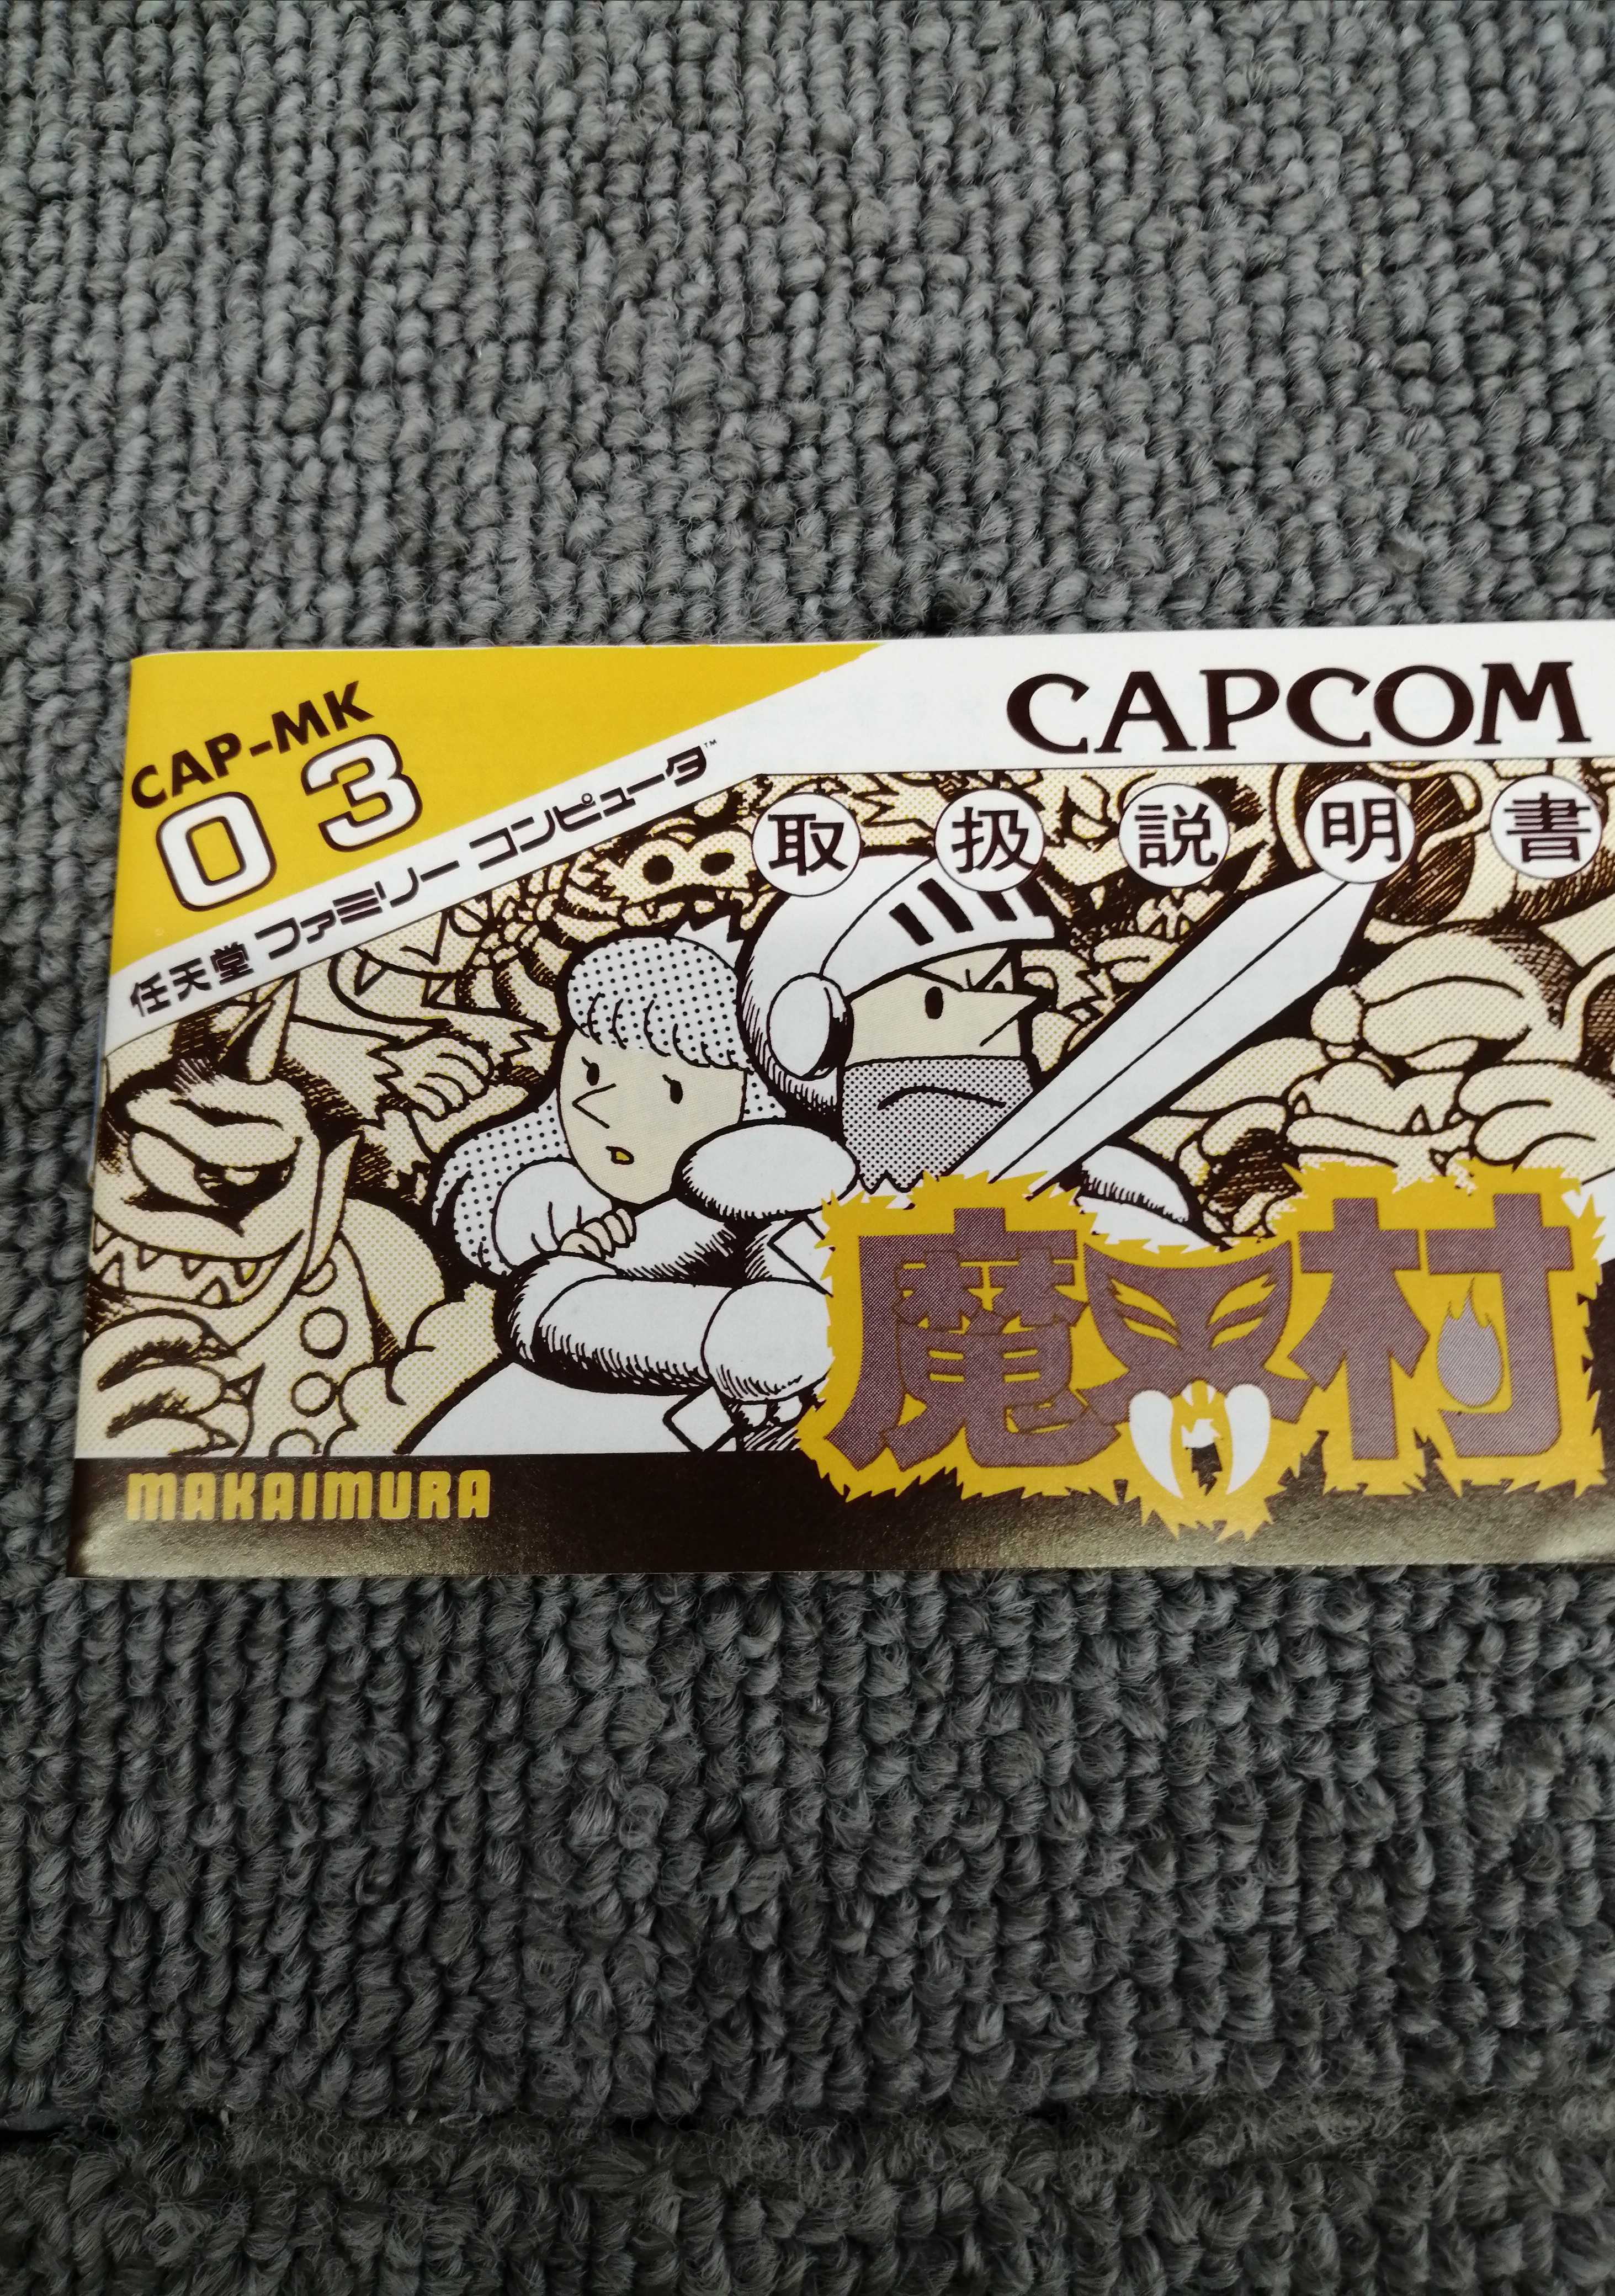 CAP-MK
03
任天堂 ファミリーコンピュータ™
CAPCOM
取扱説明書
魔界村
MAKAIMURA